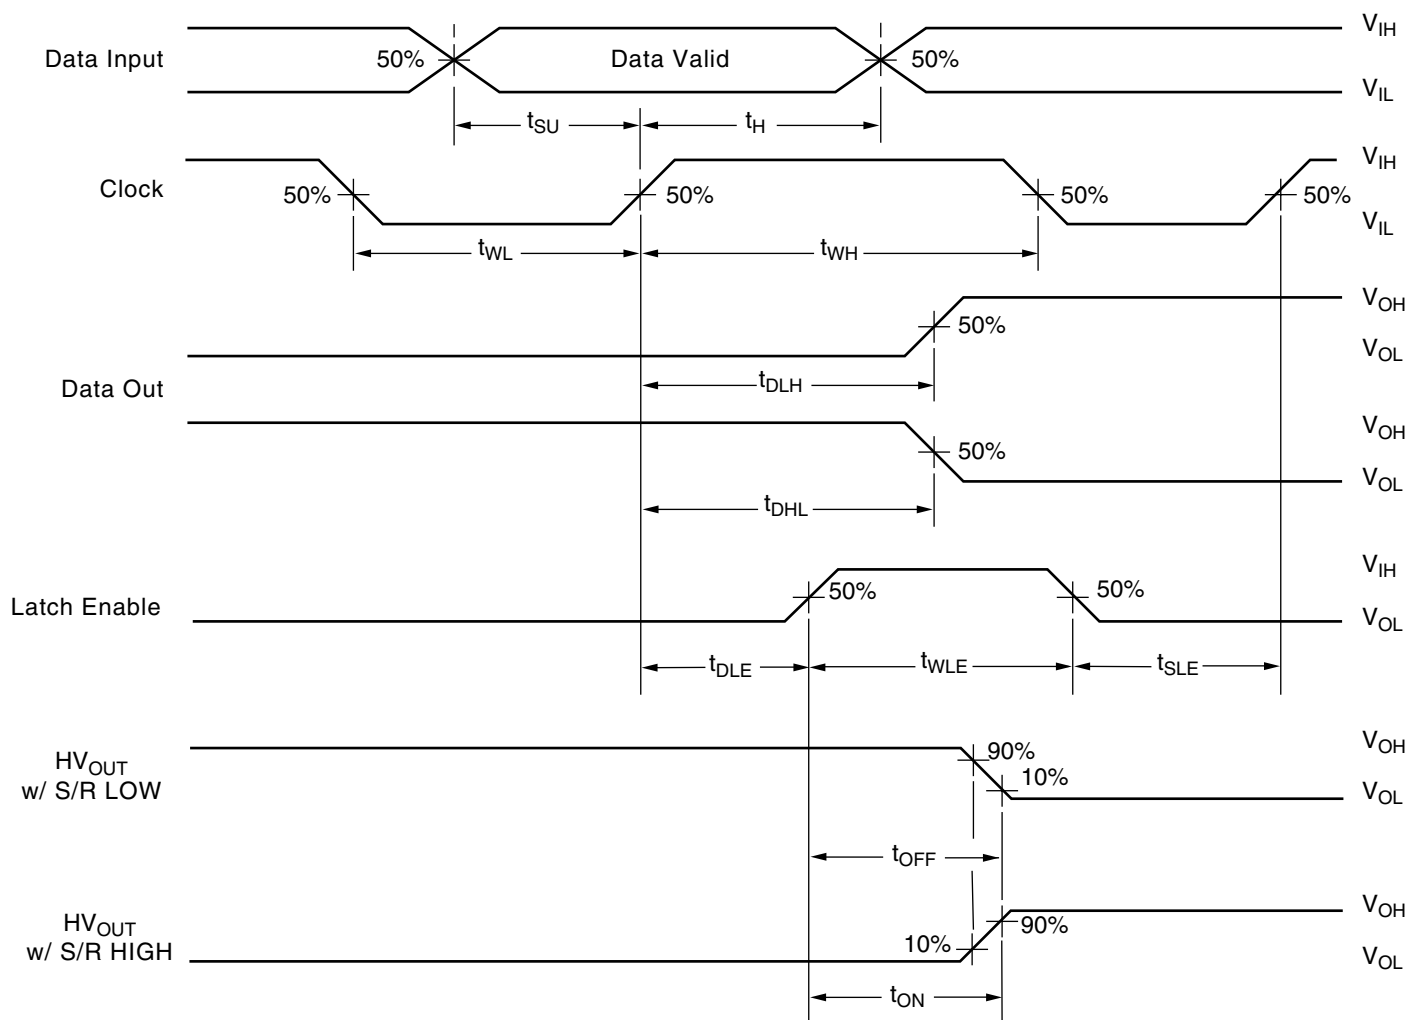 V_IH
Data Input 50% Data Valid 50%
V_IL
t_SU t_H
V_IH
Clock 50% 50% 50% 50%
V_IL
t_WL t_WH
V_OH
50%
V_OL
Data Out
t_DLH
V_OH
50%
V_OL
t_DHL
V_IH
Latch Enable 50% 50%
V_OL
t_DLE t_WLE t_SLE
V_OH
90%
HV_OUT
w/ S/R LOW
10%
V_OL
t_OFF
V_OH
HV_OUT
w/ S/R HIGH
90%
10%
V_OL
t_ON